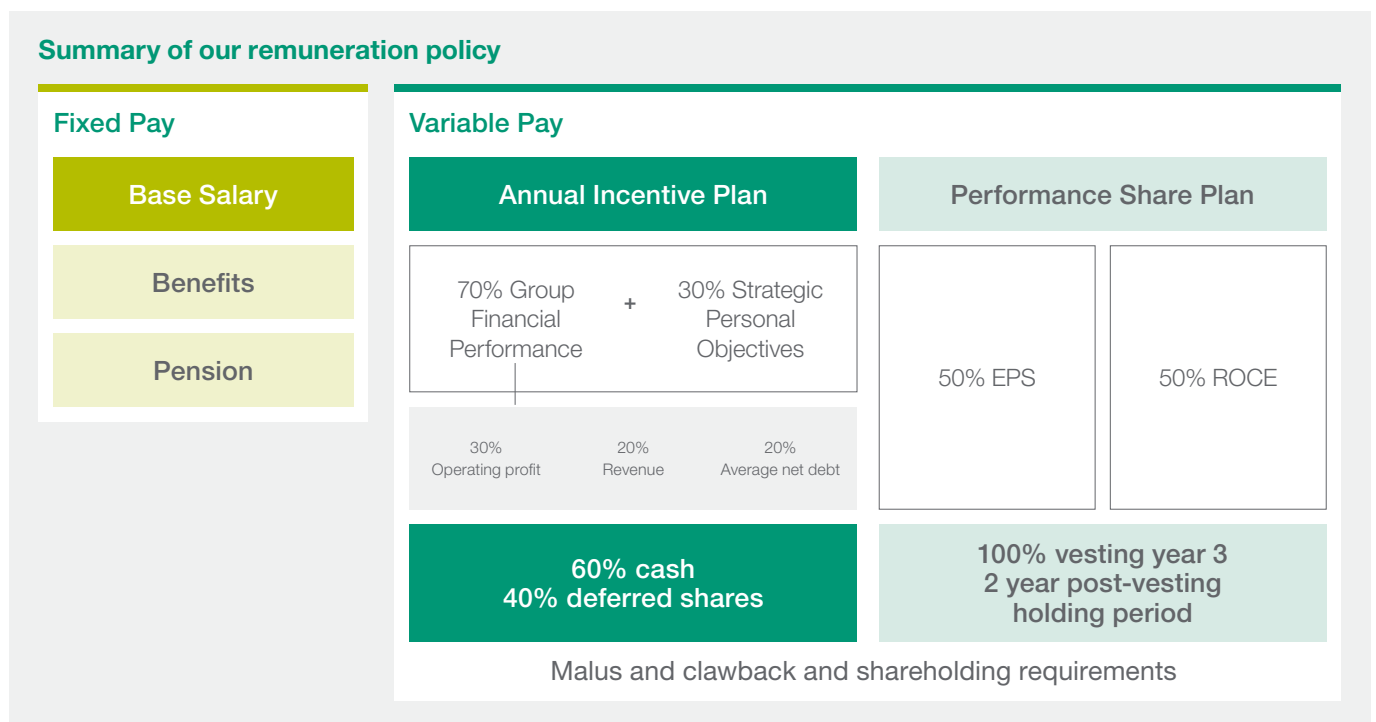 Summary of our remuneration policy
Fixed Pay
Base Salary
Benefits
Pension
Variable Pay
Annual Incentive Plan
70% Group
Financial
Performance
+
30% Strategic
Personal
Objectives
30%
Operating profit
20%
Revenue
20%
Average net debt
60% cash
40% deferred shares
Performance Share Plan
50% EPS
50% ROCE
100% vesting year 3
2 year post-vesting
holding period
Malus and clawback and shareholding requirements